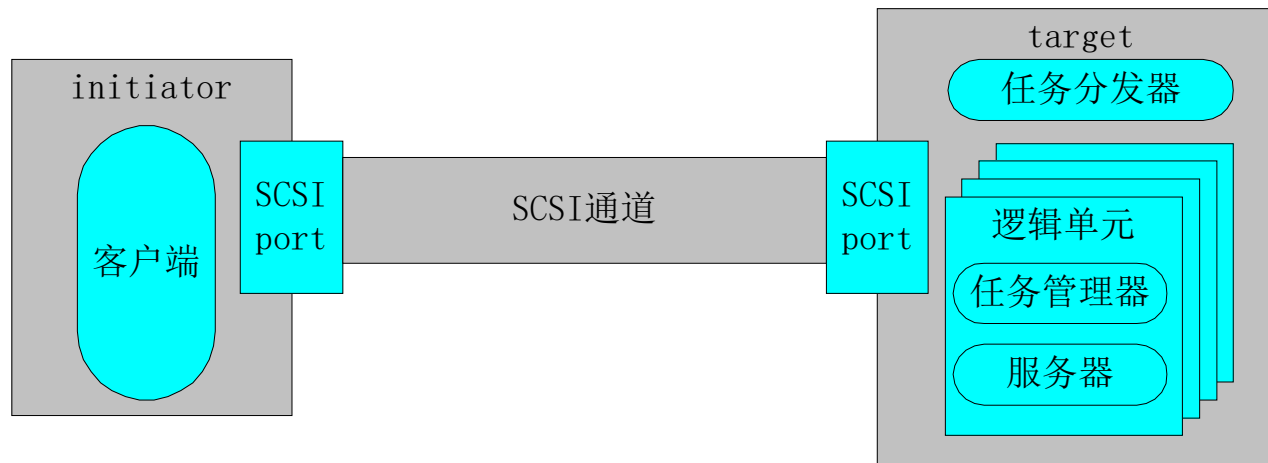 initiator
客户端
SCSI
port
SCSI通道
SCSI
port
target
任务分发器
逻辑单元
任务管理器
服务器